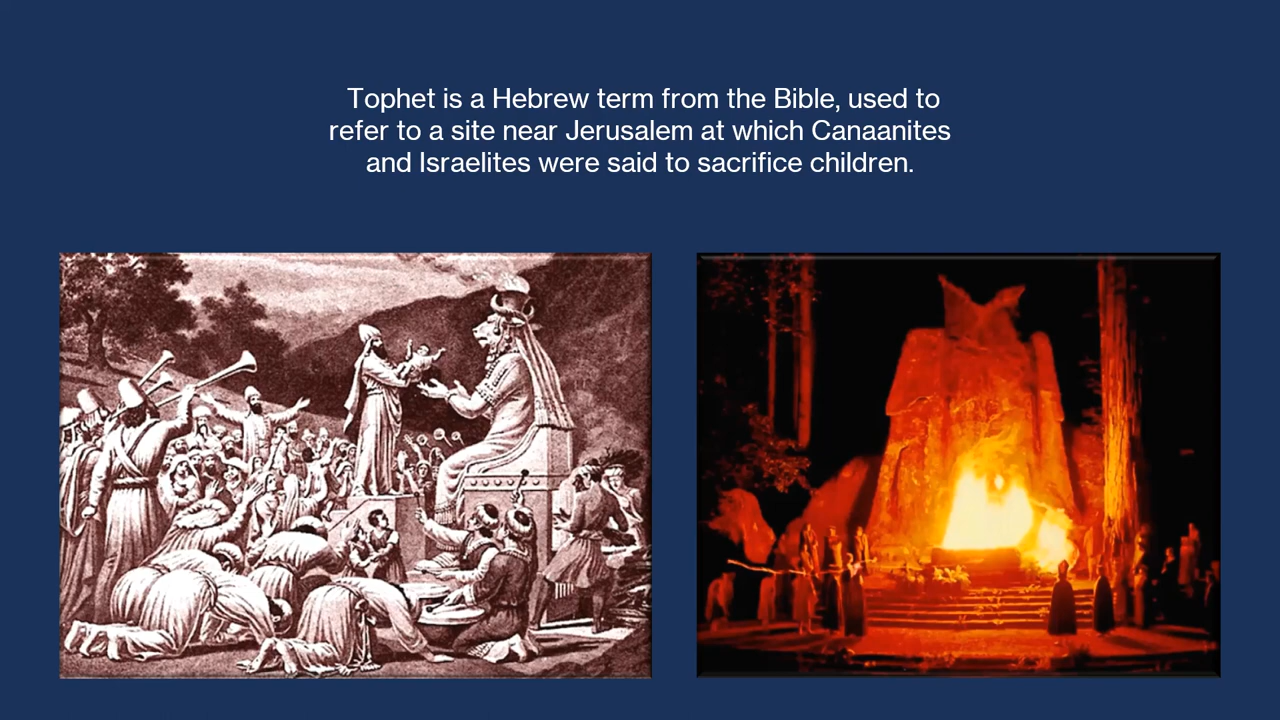 Tophet is a Hebrew term from the Bible, used to
refer to a site near Jerusalem at which Canaanites
and Israelites were said to sacrifice children.